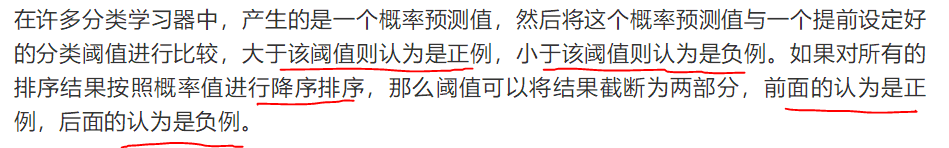 在许多分类学习器中，产生的是一个概率预测值，然后将这个概率预测值与一个提前设定好
的分类阈值进行比较，大于该阈值则认为是正例，小于该阈值则认为是负例。如果对所有的
排序结果按照概率值进行降序排序，那么阈值可以将结果截断为两部分，前面的认为是正
例，后面的认为是负例。